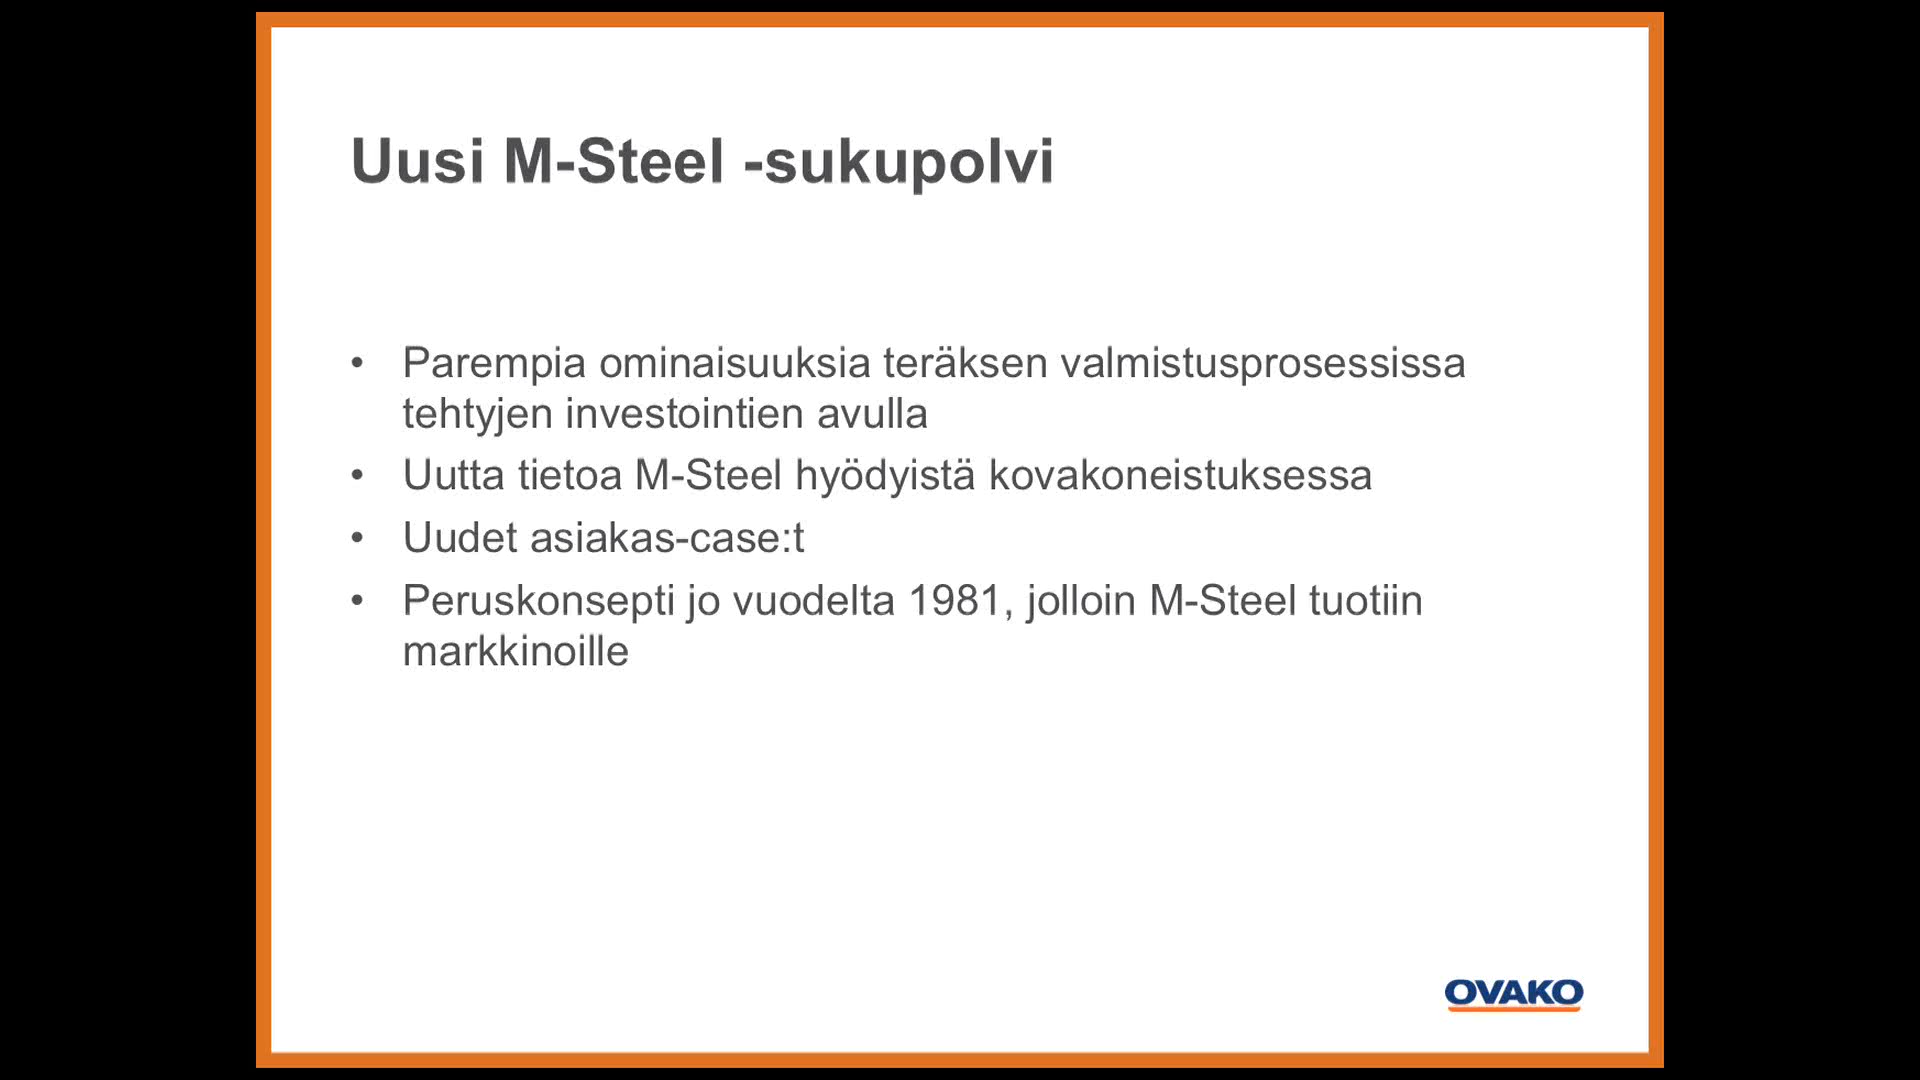 Uusi M-Steel -sukupolvi
• Parempia ominaisuuksia teräksen valmistusprosessissa
tehtyjen investointien avulla
• Uutta tietoa M-Steel hyödyistä kovakoneistuksessa
• Uudet asiakas-case:t
• Peruskonsepti jo vuodelta 1981, jolloin M-Steel tuotiin
markkinoille
OVAKO